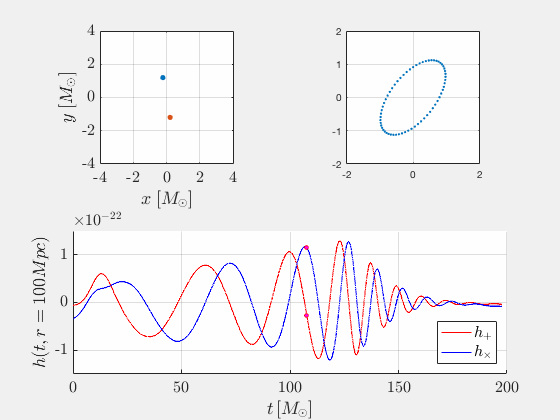 4
2
0
-2
-4
y [M⊙]
-4 -2 0 2 4
x [M⊙]
2
1
0
-1
-2
-2 0 2
×10⁻²²
1
0
-1
h(t, r = 100Mpc)
h₊
h×
0 50 100 150 200
t [M⊙]